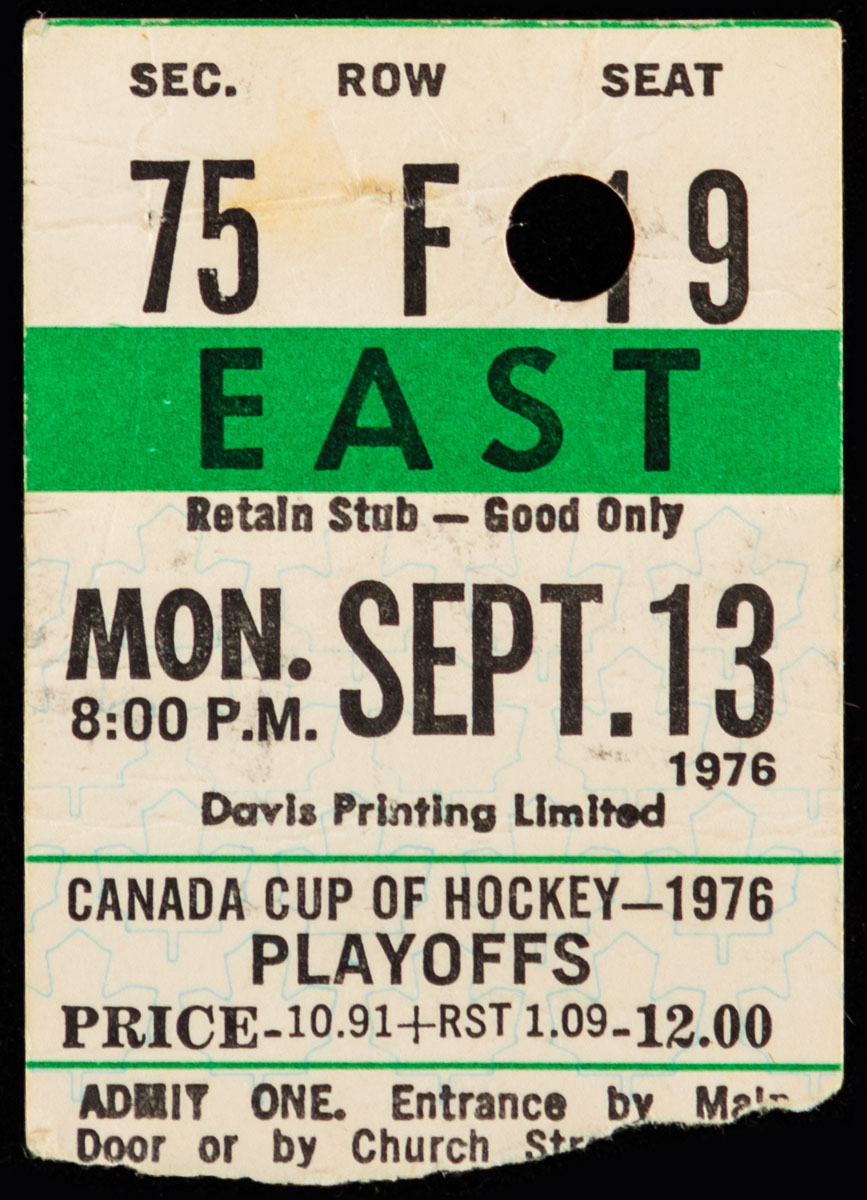 SEC. ROW SEAT
75 F 19
EAST
Retain Stub — Good Only
MON. SEPT. 13
8:00 P.M.
1976
Davis Printing Limited
CANADA CUP OF HOCKEY—1976
PLAYOFFS
PRICE-10.91+RST 1.09-12.00
ADMIT ONE. Entrance by Main
Door or by Church